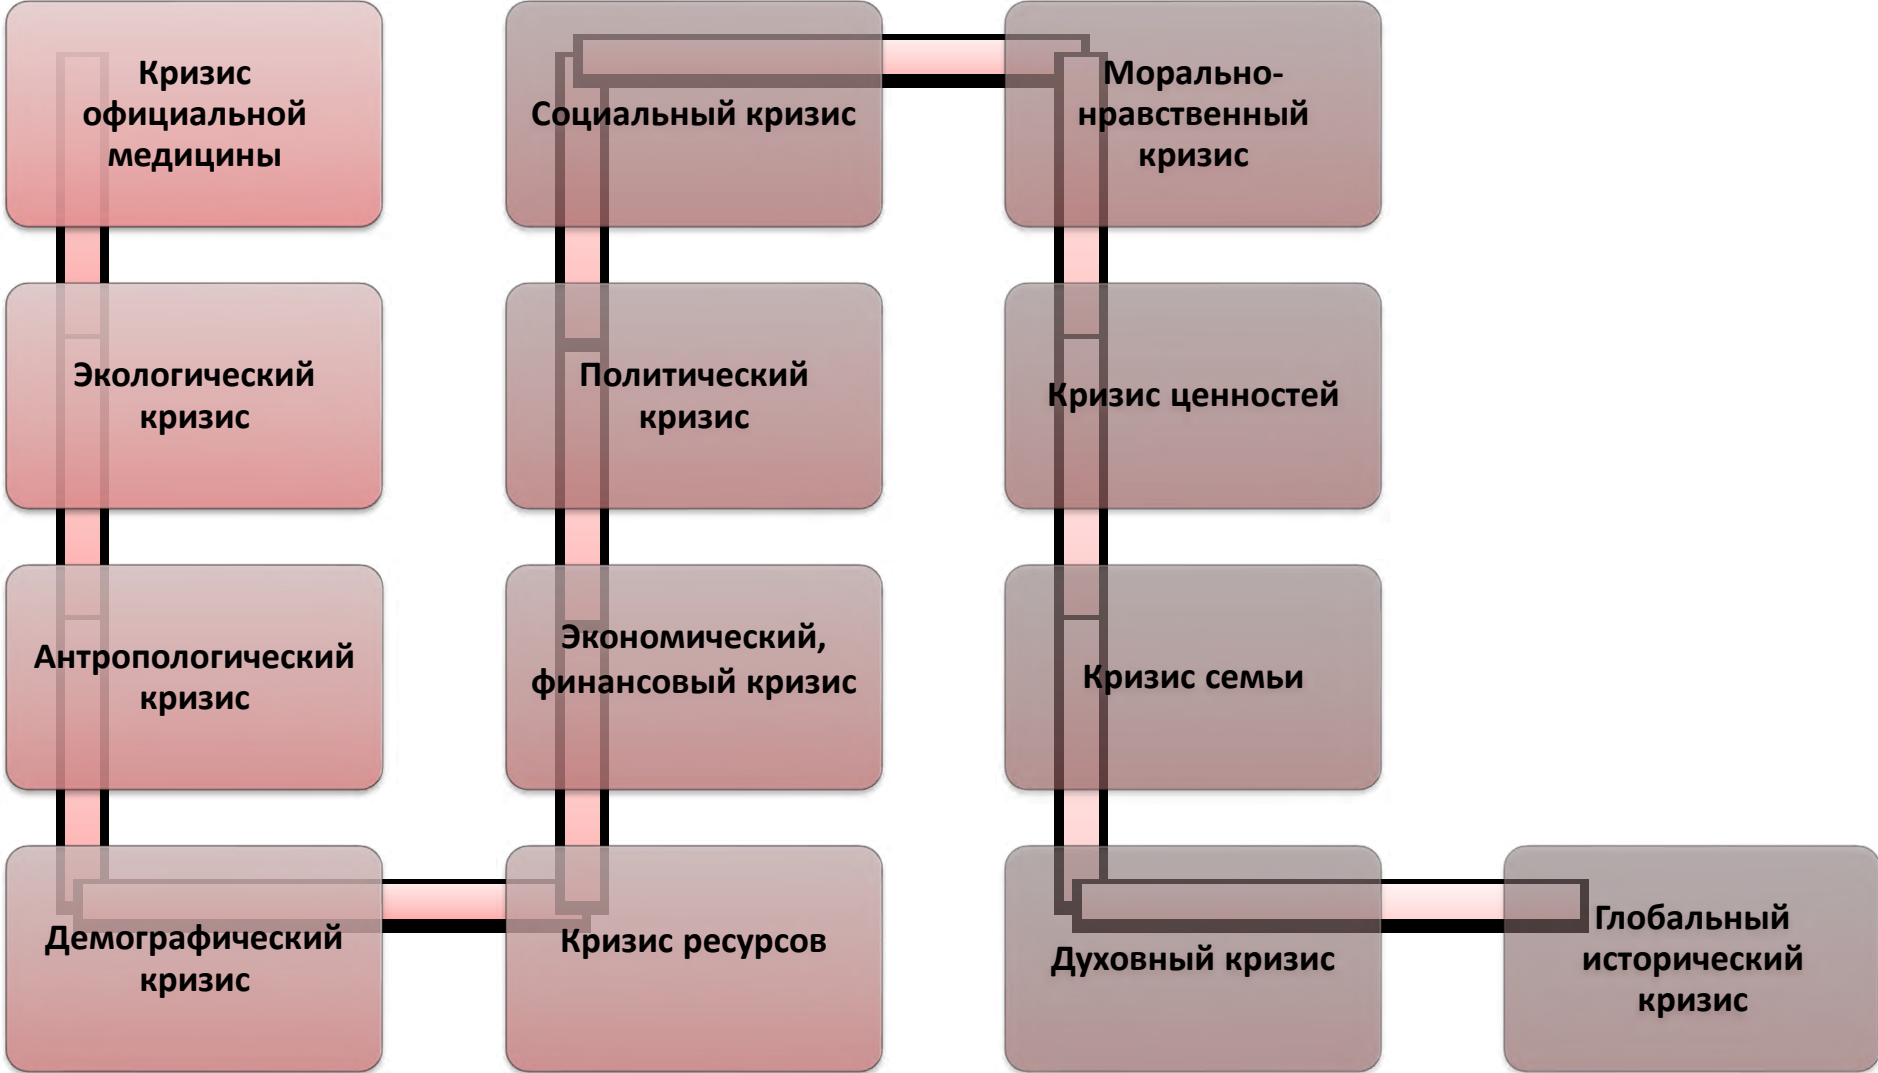 Кризис
официальной
медицины
Экологический
кризис
Антропологический
кризис
Демографический
кризис
Кризис ресурсов
Экономический,
финансовый кризис
Политический
кризис
Социальный кризис
Морально-
нравственный
кризис
Кризис ценностей
Кризис семьи
Духовный кризис
Глобальный
исторический
кризис